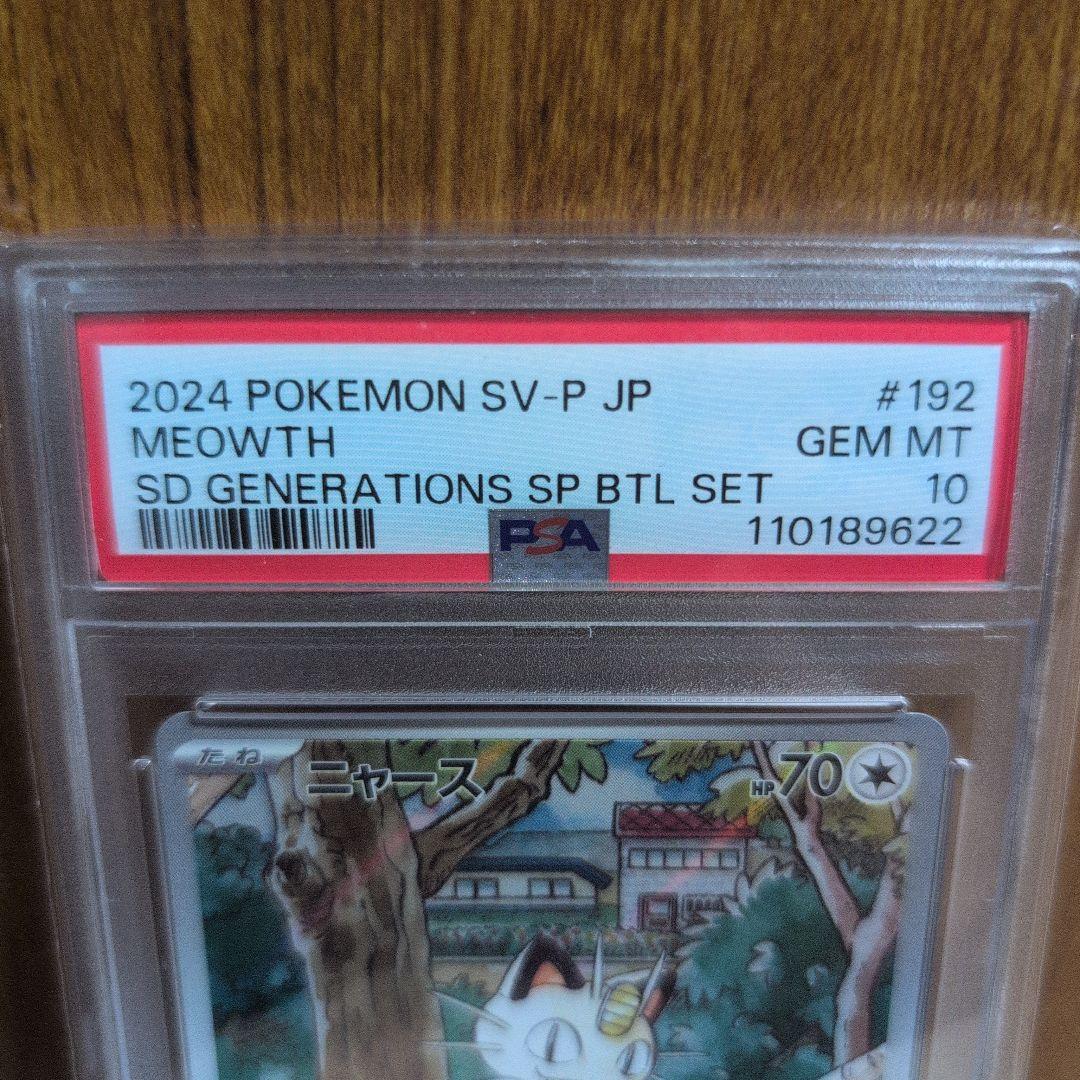 2024 POKEMON SV-P JP #192
MEOWTH GEM MT
SD GENERATIONS SP BTL SET 10
PSA 110189622
たね ニャース HP70